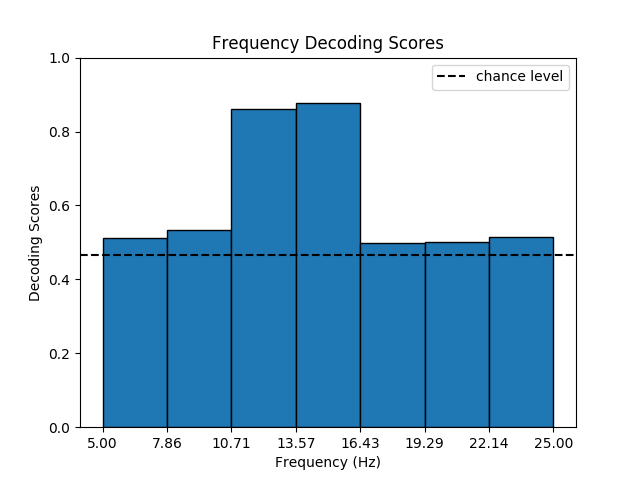 Frequency Decoding Scores
chance level
Decoding Scores
1.0
0.8
0.6
0.4
0.2
0.0
5.00 7.86 10.71 13.57 16.43 19.29 22.14 25.00
Frequency (Hz)